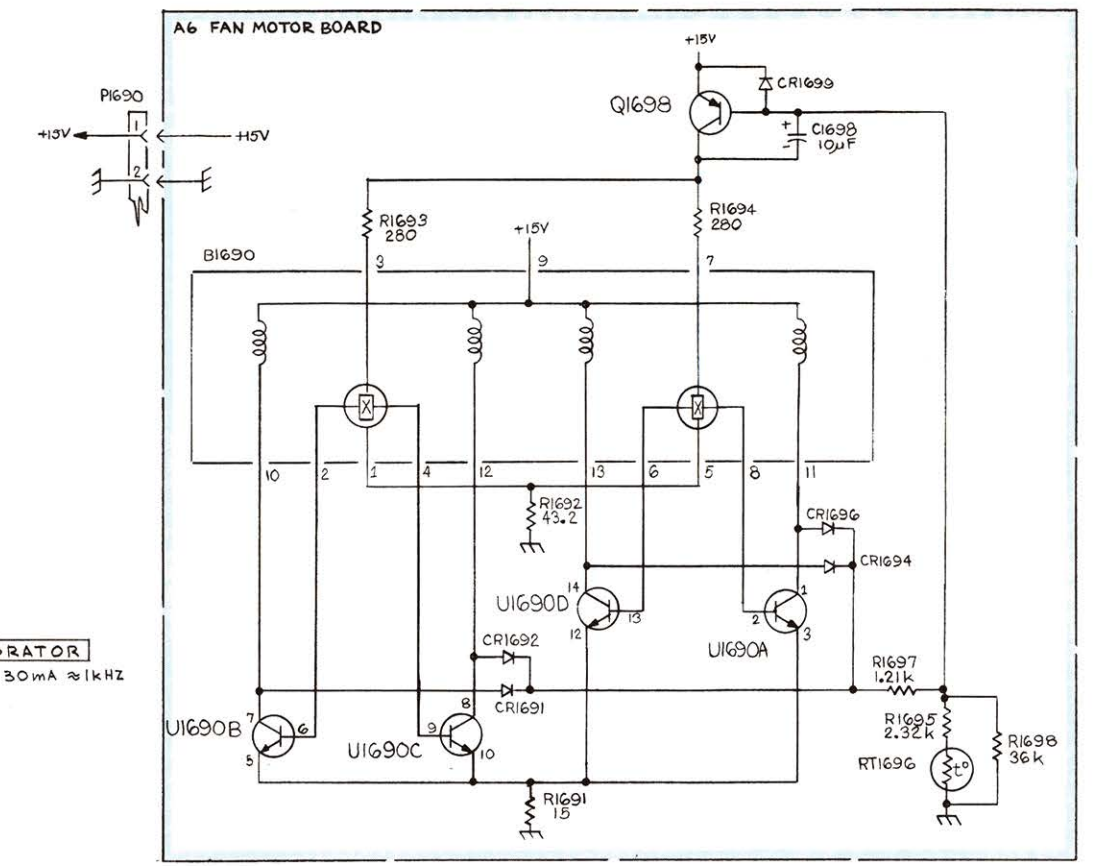 A6 FAN MOTOR BOARD
+15V
CR1699
P1690
Q1698
+15V
1
+15V
+
C1698
-
10µF
2
R1693
280
R1694
280
+15V
B1690
3
9
7
X
X
10
2
1
4
12
13
6
5
8
11
R1692
43.2
CR1696
CR1694
14
1
U1690D
13
2
12
3
CR1692
U1690A
RATOR
30mA ≈1kHZ
R1697
1.21k
CR1691
7
8
U1690B
6
9
R1695
2.32k
U1690C
5
10
R1698
36k
RT1696
t°
R1691
15